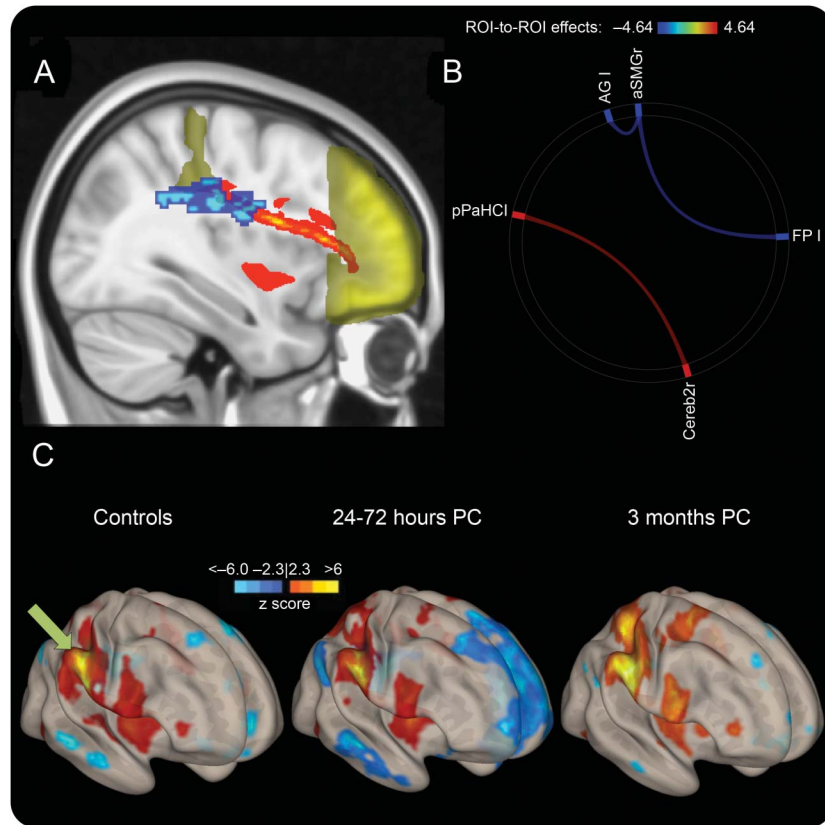 ROI-to-ROI effects: –4.64 4.64
A
B
AG l
aSMGr
pPaHCl
FP l
Cereb2r
C
Controls
24-72 hours PC
3 months PC
<–6.0 –2.3|2.3 >6
z score